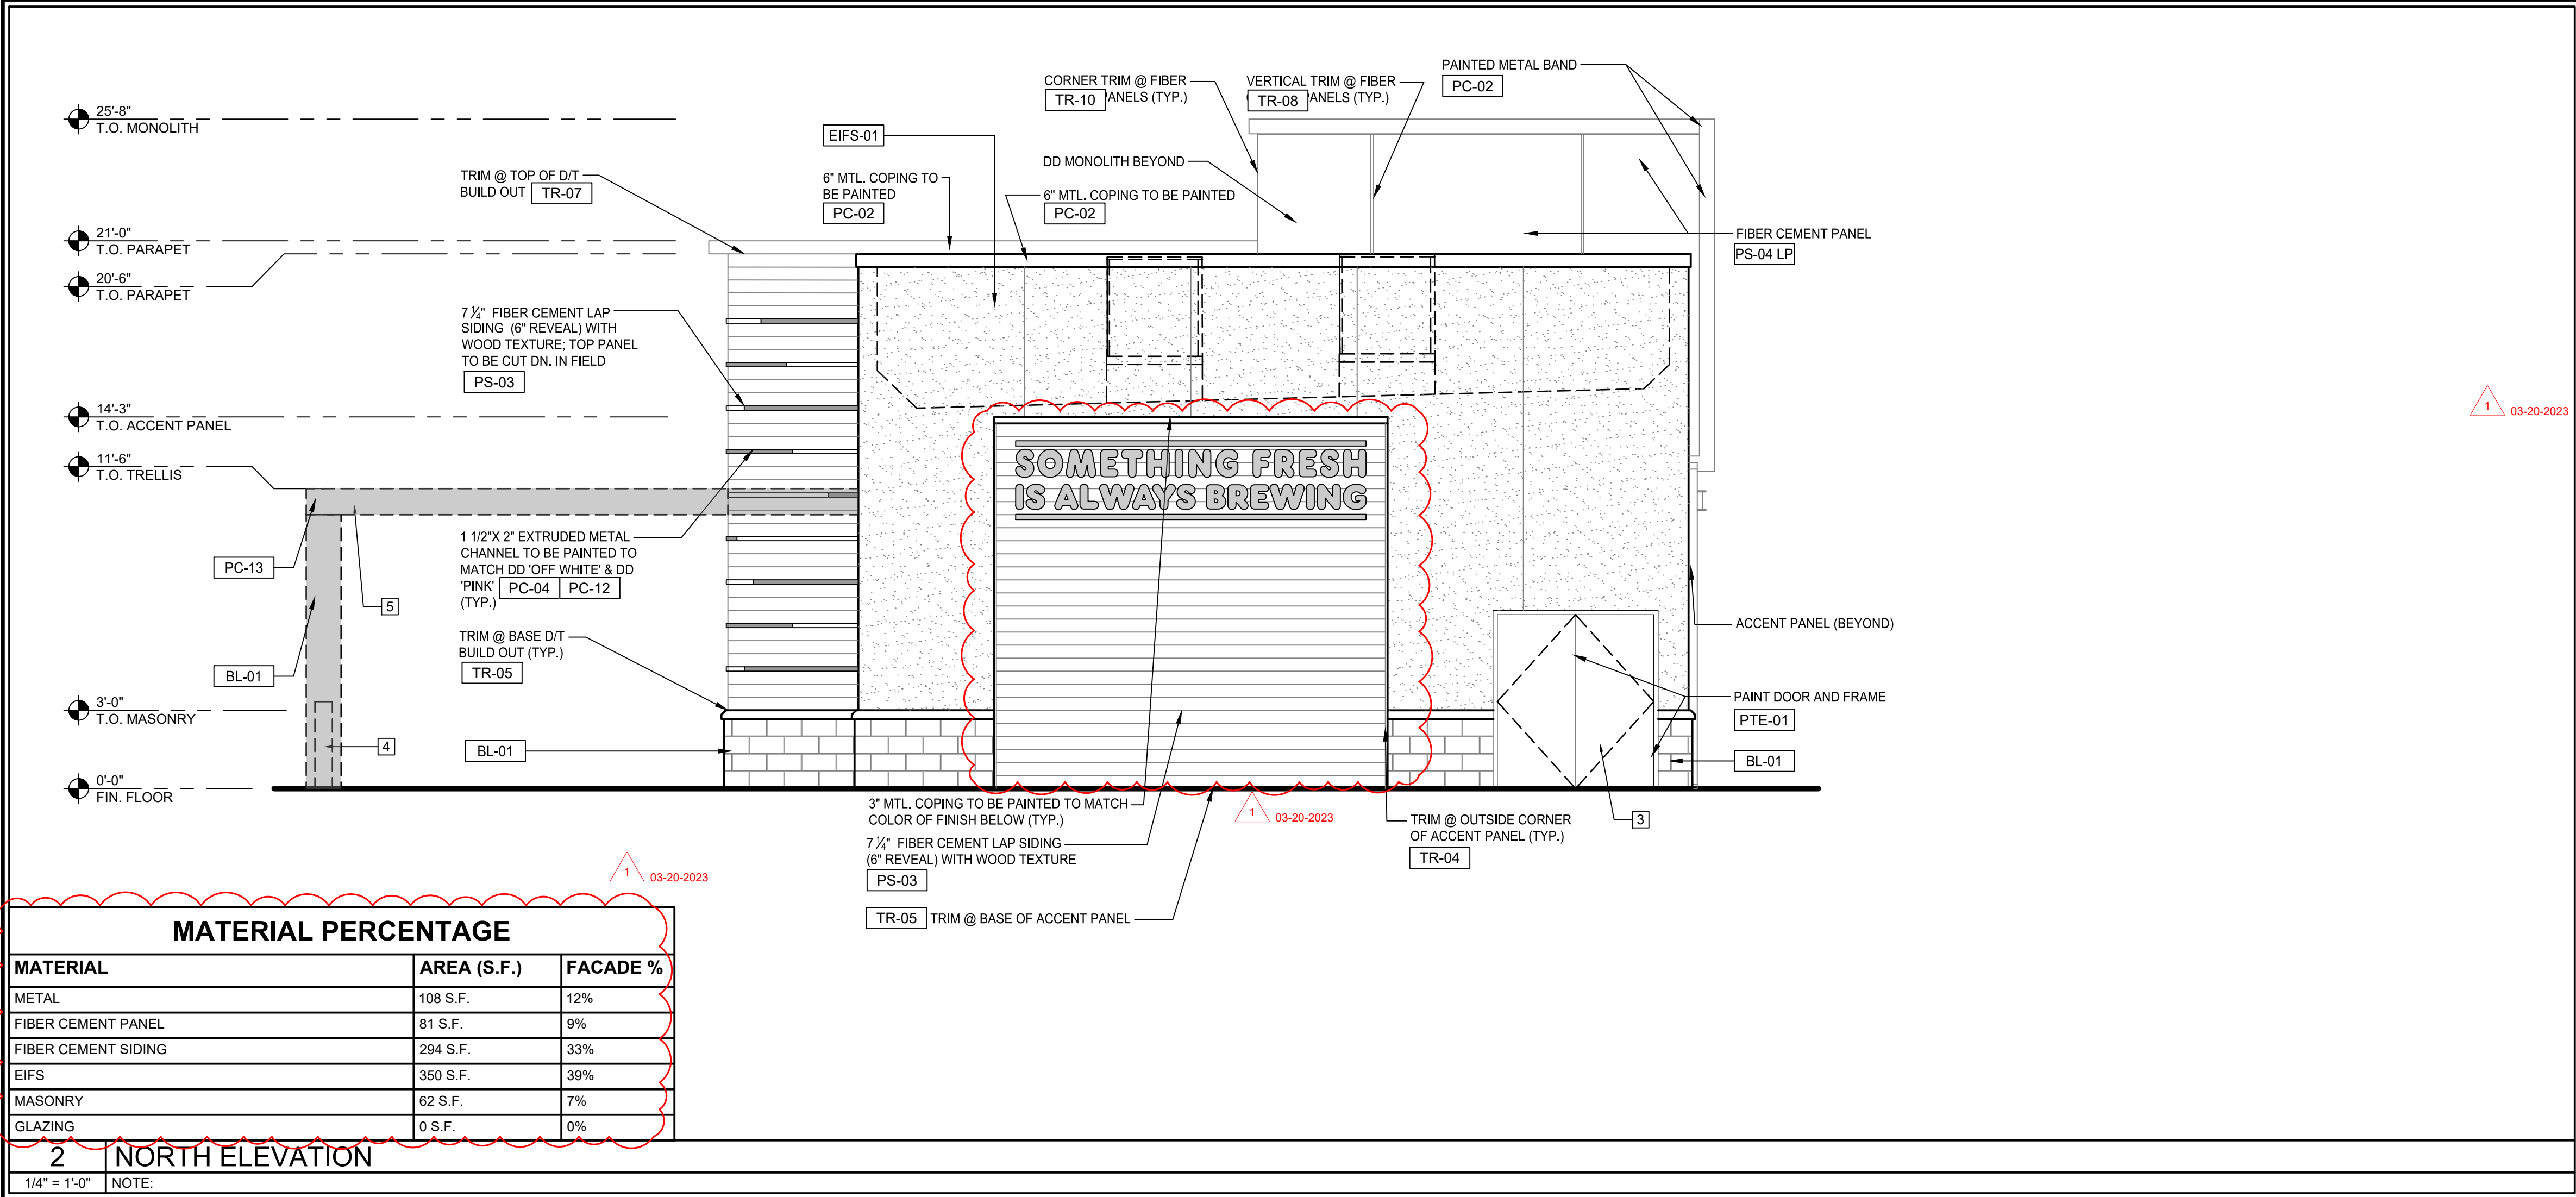 25'-8"
T.O. MONOLITH
21'-0"
T.O. PARAPET
20'-6"
T.O. PARAPET
14'-3"
T.O. ACCENT PANEL
11'-6"
T.O. TRELLIS
3'-0"
T.O. MASONRY
0'-0"
FIN. FLOOR
TRIM @ TOP OF D/T
BUILD OUT TR-07
7 1/4" FIBER CEMENT LAP
SIDING (6" REVEAL) WITH
WOOD TEXTURE; TOP PANEL
TO BE CUT DN. IN FIELD
PS-03
1 1/2"X 2" EXTRUDED METAL
CHANNEL TO BE PAINTED TO
MATCH DD 'OFF WHITE' & DD
'PINK' PC-04 PC-12
(TYP.)
TRIM @ BASE D/T
BUILD OUT (TYP.)
TR-05
BL-01
PC-13
5
BL-01
4
EIFS-01
6" MTL. COPING TO
BE PAINTED
PC-02
CORNER TRIM @ FIBER
TR-10 PANELS (TYP.)
DD MONOLITH BEYOND
6" MTL. COPING TO BE PAINTED
PC-02
VERTICAL TRIM @ FIBER
TR-08 PANELS (TYP.)
PAINTED METAL BAND
PC-02
FIBER CEMENT PANEL
PS-04 LP
SOMETHING FRESH
IS ALWAYS BREWING
ACCENT PANEL (BEYOND)
PAINT DOOR AND FRAME
PTE-01
BL-01
3
1 03-20-2023
3" MTL. COPING TO BE PAINTED TO MATCH
COLOR OF FINISH BELOW (TYP.)
7 1/4" FIBER CEMENT LAP SIDING
(6" REVEAL) WITH WOOD TEXTURE
PS-03
TR-05 TRIM @ BASE OF ACCENT PANEL
1 03-20-2023
TRIM @ OUTSIDE CORNER
OF ACCENT PANEL (TYP.)
TR-04
1 03-20-2023
MATERIAL PERCENTAGE
MATERIAL AREA (S.F.) FACADE %
METAL 108 S.F. 12%
FIBER CEMENT PANEL 81 S.F. 9%
FIBER CEMENT SIDING 294 S.F. 33%
EIFS 350 S.F. 39%
MASONRY 62 S.F. 7%
GLAZING 0 S.F. 0%
2 NORTH ELEVATION
1/4" = 1'-0" NOTE: